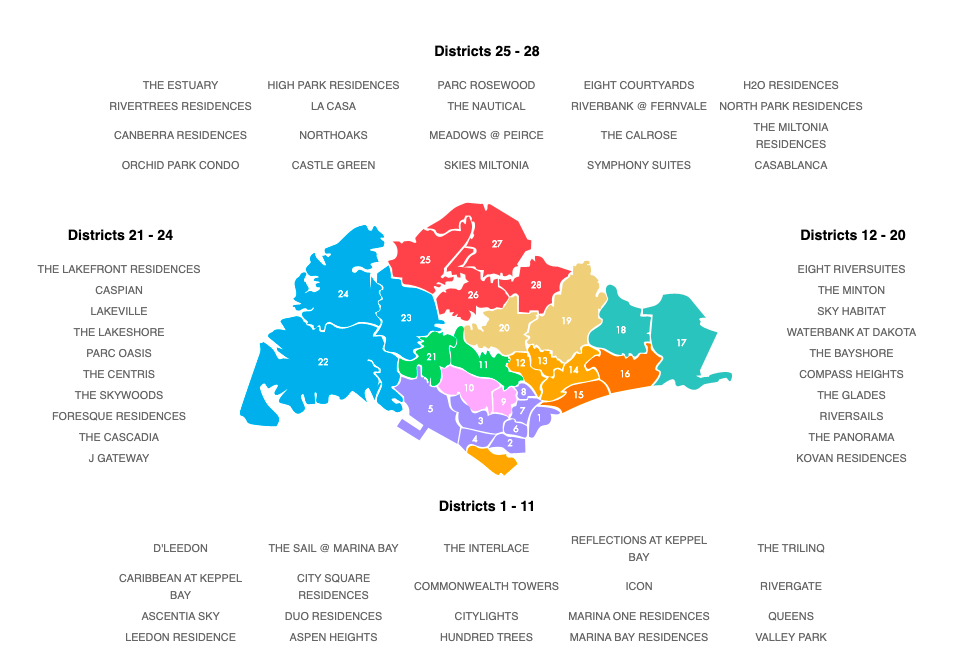 Districts 25 - 28
THE ESTUARY HIGH PARK RESIDENCES PARC ROSEWOOD EIGHT COURTYARDS H2O RESIDENCES
RIVERTREES RESIDENCES LA CASA THE NAUTICAL RIVERBANK @ FERNVALE NORTH PARK RESIDENCES
CANBERRA RESIDENCES NORTHOAKS MEADOWS @ PEIRCE THE CALROSE THE MILTONIA
RESIDENCES
ORCHID PARK CONDO CASTLE GREEN SKIES MILTONIA SYMPHONY SUITES CASABLANCA
Districts 21 - 24
THE LAKEFRONT RESIDENCES
CASPIAN
LAKEVILLE
THE LAKESHORE
PARC OASIS
THE CENTRIS
THE SKYWOODS
FORESQUE RESIDENCES
THE CASCADIA
J GATEWAY
27
25
28
26
24
23
19
20
18
17
21
22
11
12
13
14
16
10
15
9
8
5
7
1
3
6
4
2
Districts 12 - 20
EIGHT RIVERSUITES
THE MINTON
SKY HABITAT
WATERBANK AT DAKOTA
THE BAYSHORE
COMPASS HEIGHTS
THE GLADES
RIVERSAILS
THE PANORAMA
KOVAN RESIDENCES
Districts 1 - 11
D'LEEDON THE SAIL @ MARINA BAY THE INTERLACE REFLECTIONS AT KEPPEL
BAY THE TRILINQ
CARIBBEAN AT KEPPEL
BAY CITY SQUARE
RESIDENCES COMMONWEALTH TOWERS ICON RIVERGATE
ASCENTIA SKY DUO RESIDENCES CITYLIGHTS MARINA ONE RESIDENCES QUEENS
LEEDON RESIDENCE ASPEN HEIGHTS HUNDRED TREES MARINA BAY RESIDENCES VALLEY PARK